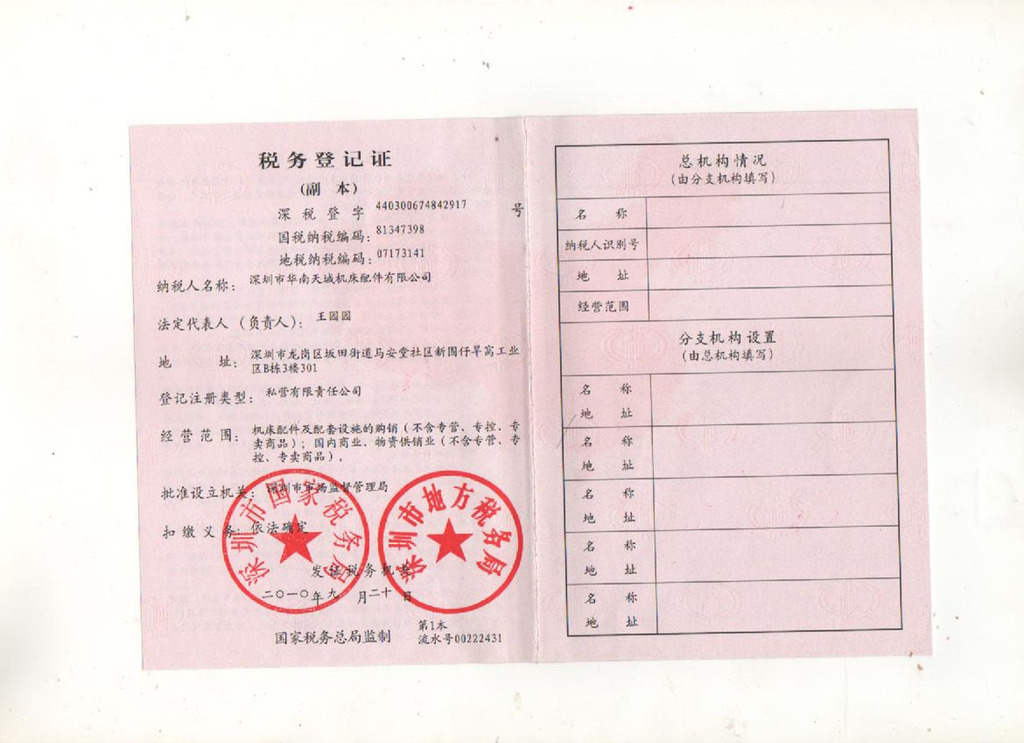 税务登记证
(副 本)
深税登字 440300674842917 号
国税纳税编码: 81347398
地税纳税编码: 07173141
纳税人名称: 深圳市华南天城机床配件有限公司
法定代表人(负责人): 王园园
地 址: 深圳市龙岗区坂田街道马安堂社区新围仔旱窝工业
区B栋3楼301
登记注册类型: 私营有限责任公司
经营范围: 机床配件及配套设施的购销(不含专营、专控、专
卖商品);国内商业、物资供销业(不含专营、专
控、专卖商品)。
批准设立机关: 深圳市市场监督管理局
扣缴义务: 依法确定
深圳市国家税务局
深圳市地方税务局
发证税务机关
二〇一〇年九月二十日
国家税务总局监制
第1本
流水号00222431
总机构情况
(由分支机构填写)
名 称
纳税人识别号
地 址
经营范围
分支机构设置
(由总机构填写)
名 称
地 址
名 称
地 址
名 称
地 址
名 称
地 址
名 称
地 址